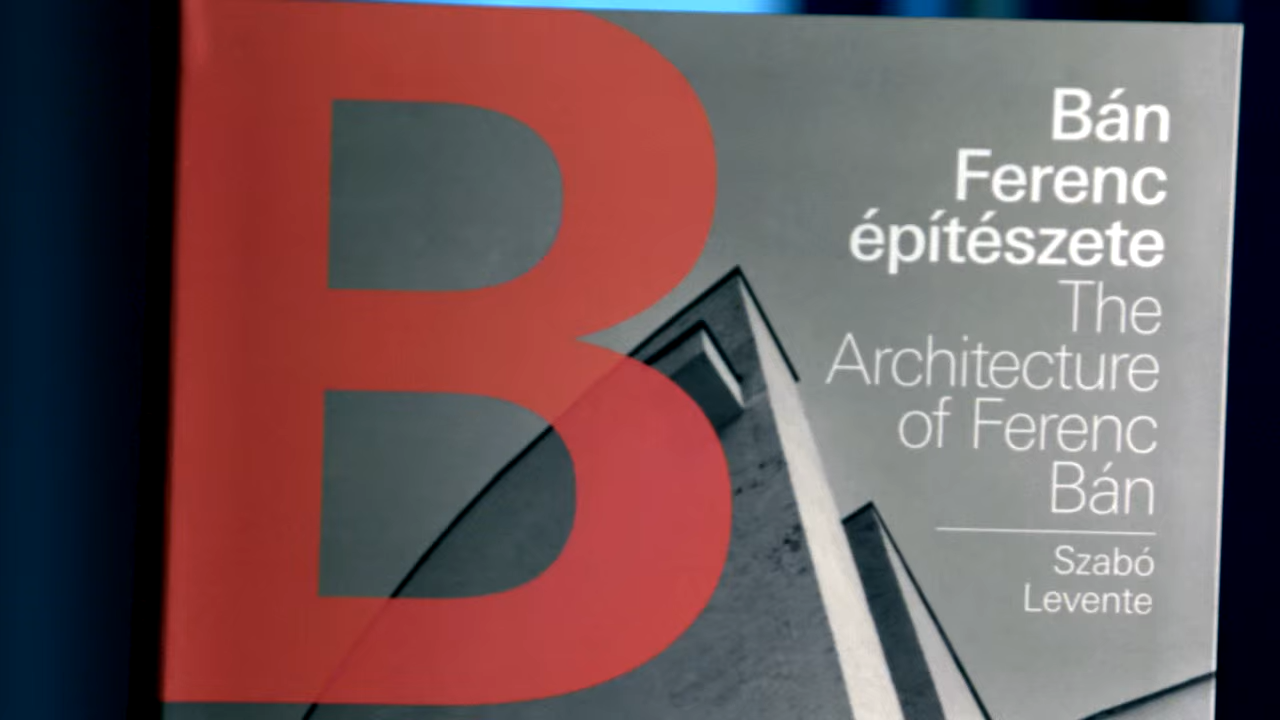 B
Bán
Ferenc
építészete
The
Architecture
of Ferenc
Bán
Szabó
Levente